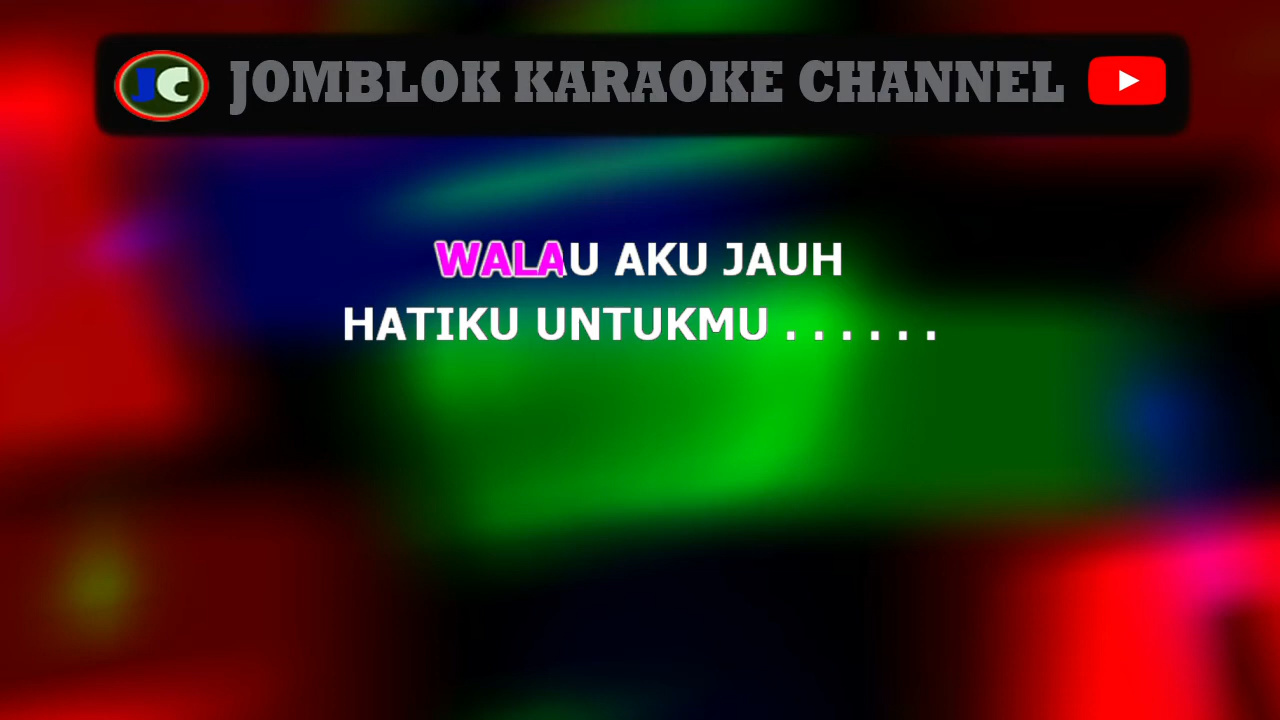 JC JOMBLOK KARAOKE CHANNEL
WALAU AKU JAUH
HATIKU UNTUKMU . . . . . .